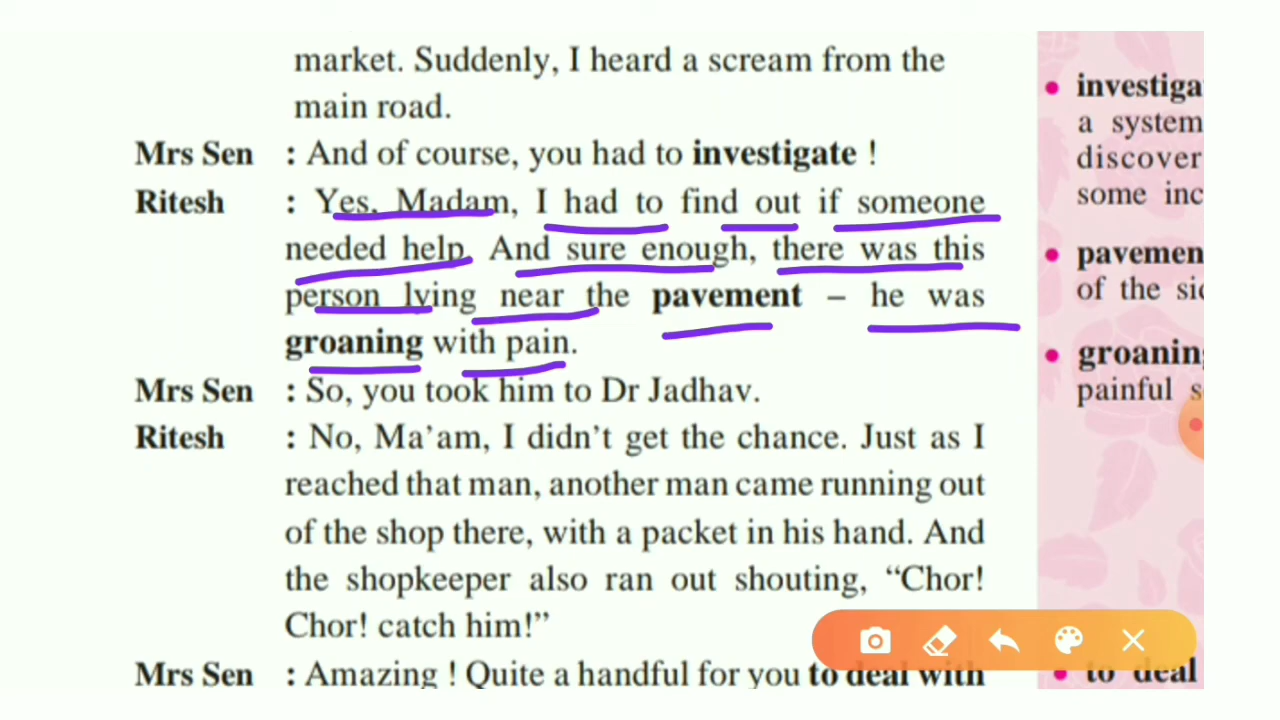 market. Suddenly, I heard a scream from the
main road.
Mrs Sen : And of course, you had to investigate !
Ritesh : Yes, Madam, I had to find out if someone
needed help. And sure enough, there was this
person lying near the pavement – he was
groaning with pain.
Mrs Sen : So, you took him to Dr Jadhav.
Ritesh : No, Ma’am, I didn’t get the chance. Just as I
reached that man, another man came running out
of the shop there, with a packet in his hand. And
the shopkeeper also ran out shouting, “Chor!
Chor! catch him!”
Mrs Sen : Amazing ! Quite a handful for you to deal with
• investiga
a system
discover
some inc
• pavemen
of the sid
• groanin
painful s
• to deal